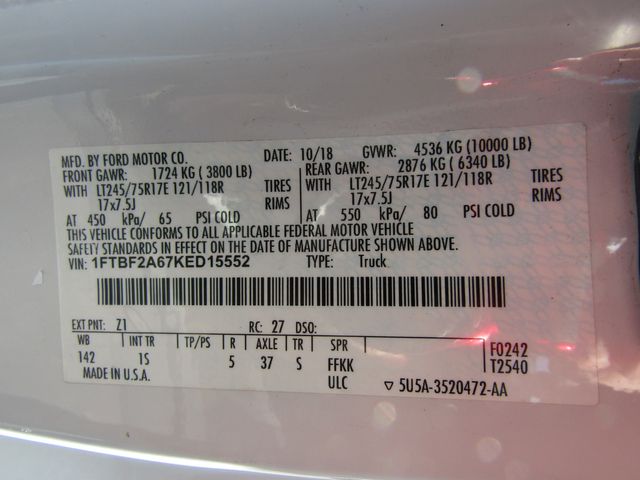 MFD. BY FORD MOTOR CO. DATE: 10/18 GVWR: 4536 KG (10000 LB)
FRONT GAWR: 1724 KG ( 3800 LB) REAR GAWR: 2876 KG ( 6340 LB)
WITH LT245/75R17E 121/118R TIRES WITH LT245/75R17E 121/118R TIRES
17x7.5J RIMS 17x7.5J RIMS
AT 450 kPa/ 65 PSI COLD AT 550 kPa/ 80 PSI COLD
THIS VEHICLE CONFORMS TO ALL APPLICABLE FEDERAL MOTOR VEHICLE
SAFETY STANDARDS IN EFFECT ON THE DATE OF MANUFACTURE SHOWN ABOVE.
VIN: 1FTBF2A67KED15552 TYPE: Truck
EXT PNT: Z1 RC: 27 DSO:
WB INT TR TP/PS R AXLE TR SPR F0242
142 1S 5 37 S FFKK T2540
MADE IN U.S.A. ULC ▽ 5U5A-3520472-AA